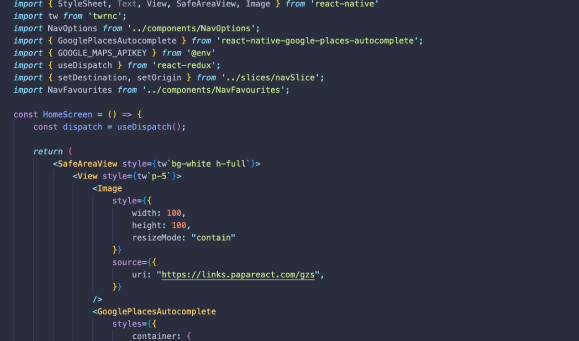 import { StyleSheet, Text, View, SafeAreaView, Image } from 'react-native'
import tw from 'twrnc';
import NavOptions from '../components/NavOptions';
import { GooglePlacesAutocomplete } from 'react-native-google-places-autocomplete';
import { GOOGLE_MAPS_APIKEY } from '@env'
import { useDispatch } from 'react-redux';
import { setDestination, setOrigin } from '../slices/navSlice';
import NavFavourites from '../components/NavFavourites';

const HomeScreen = () => {
    const dispatch = useDispatch();

    return (
        <SafeAreaView style={tw`bg-white h-full`}>
            <View style={tw`p-5`}>
                <Image
                    style={{
                        width: 100,
                        height: 100,
                        resizeMode: "contain"
                    }}
                    source={{
                        uri: "https://links.papareact.com/gzs",
                    }}
                />
                <GooglePlacesAutocomplete
                    styles={{
                        container: {